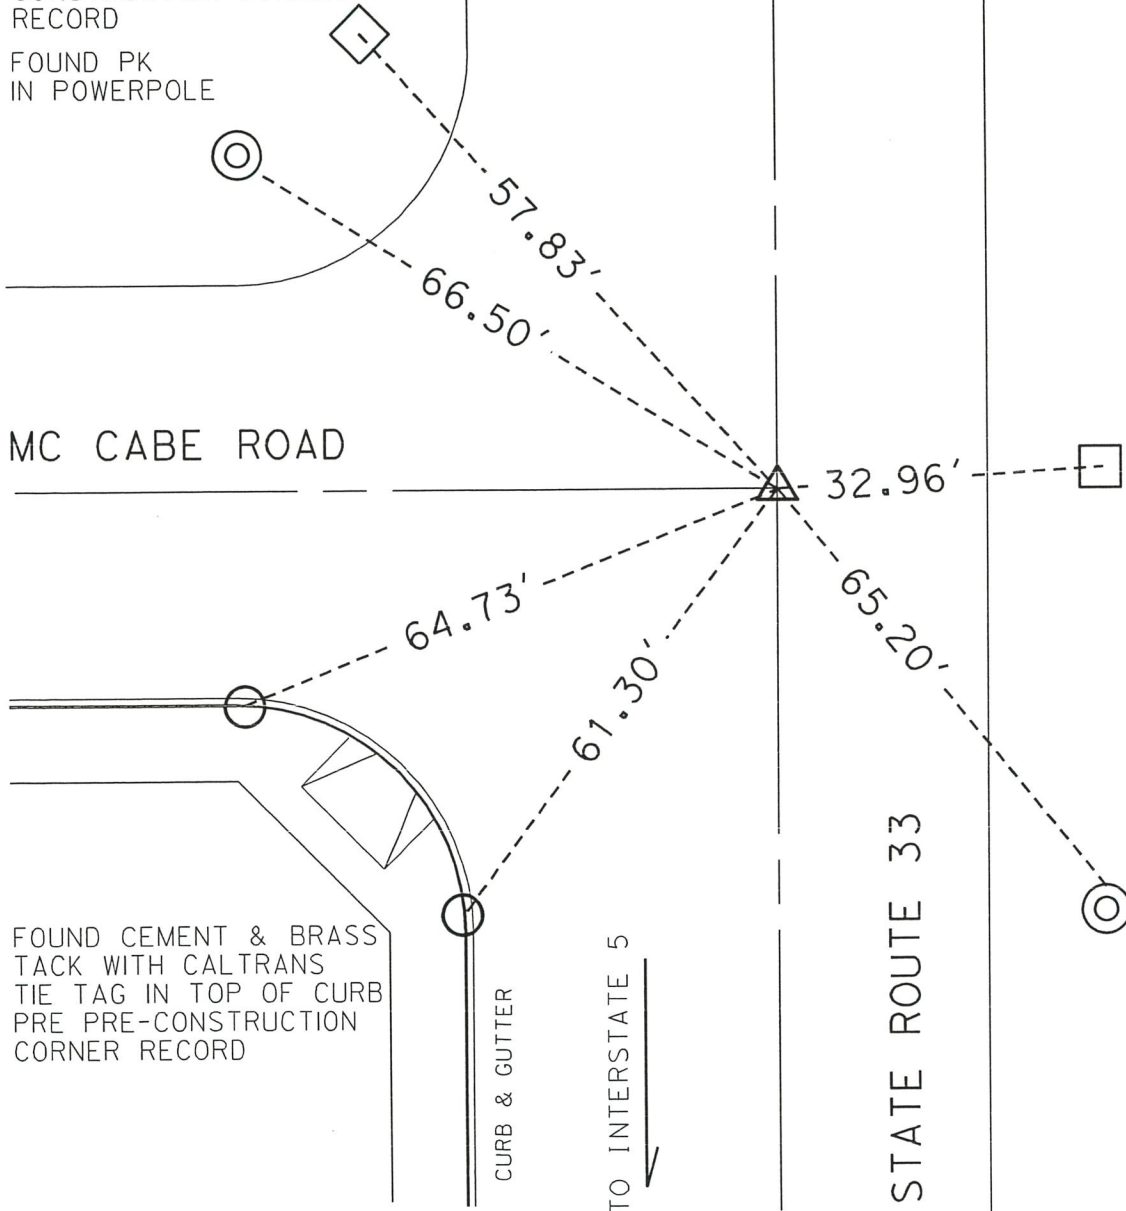 RECORD
FOUND PK
IN POWERPOLE
57.83'
66.50'
MC CABE ROAD
32.96'
64.73'
61.30'
65.20'
FOUND CEMENT & BRASS
TACK WITH CALTRANS
TIE TAG IN TOP OF CURB
PRE PRE-CONSTRUCTION
CORNER RECORD
CURB & GUTTER
TO INTERSTATE 5
STATE ROUTE 33